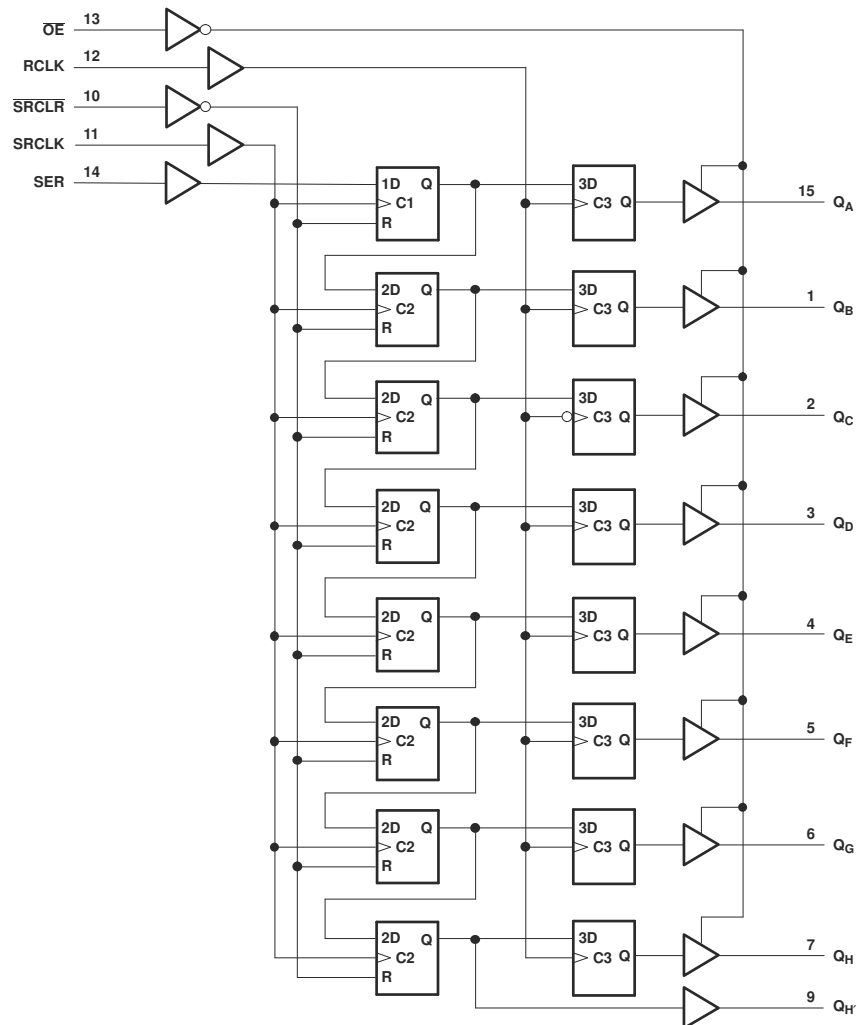 OE 13
RCLK 12
SRCLR 10
SRCLK 11
SER 14
1D Q
C1
R
3D
C3 Q
15 QA
2D Q
C2
R
3D
C3 Q
1 QB
2D Q
C2
R
3D
C3 Q
2 QC
2D Q
C2
R
3D
C3 Q
3 QD
2D Q
C2
R
3D
C3 Q
4 QE
2D Q
C2
R
3D
C3 Q
5 QF
2D Q
C2
R
3D
C3 Q
6 QG
2D Q
C2
R
3D
C3 Q
7 QH
9 QH'